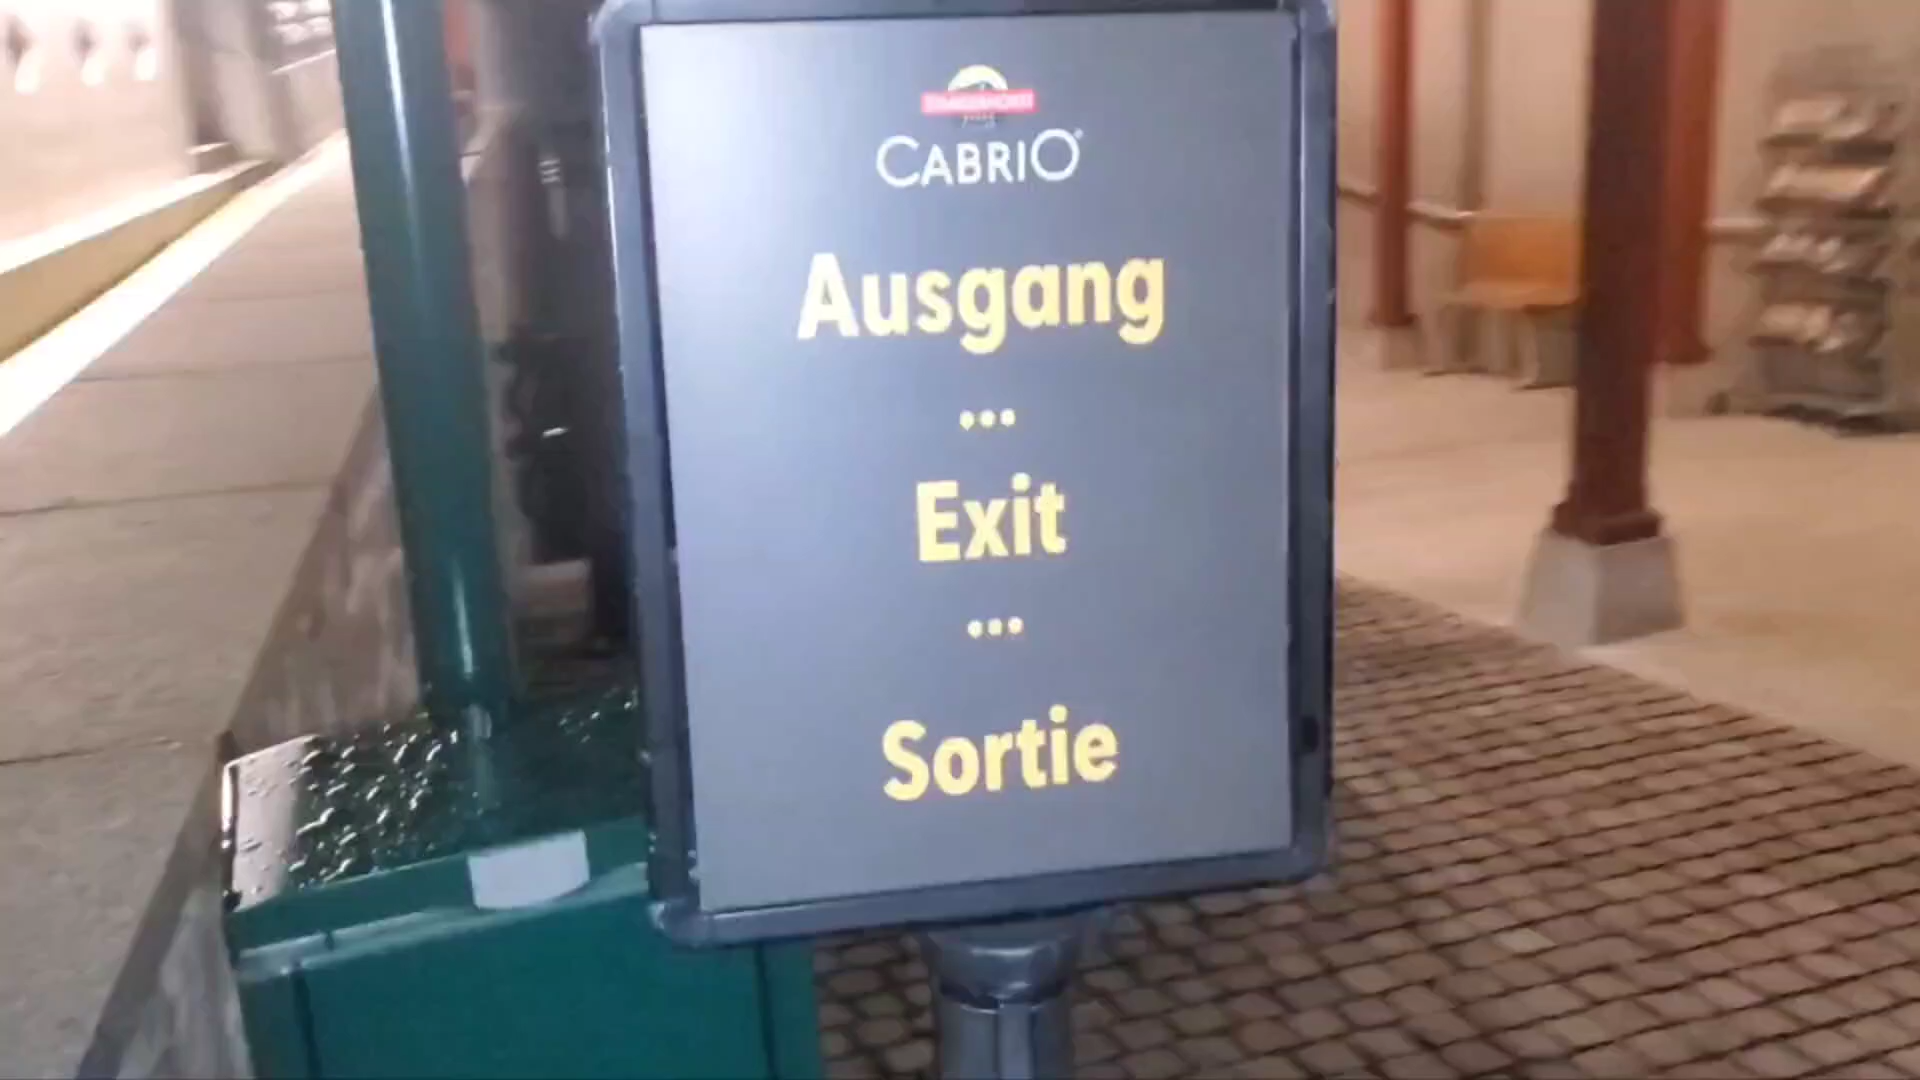 CABRIO
Ausgang
...
Exit
...
Sortie